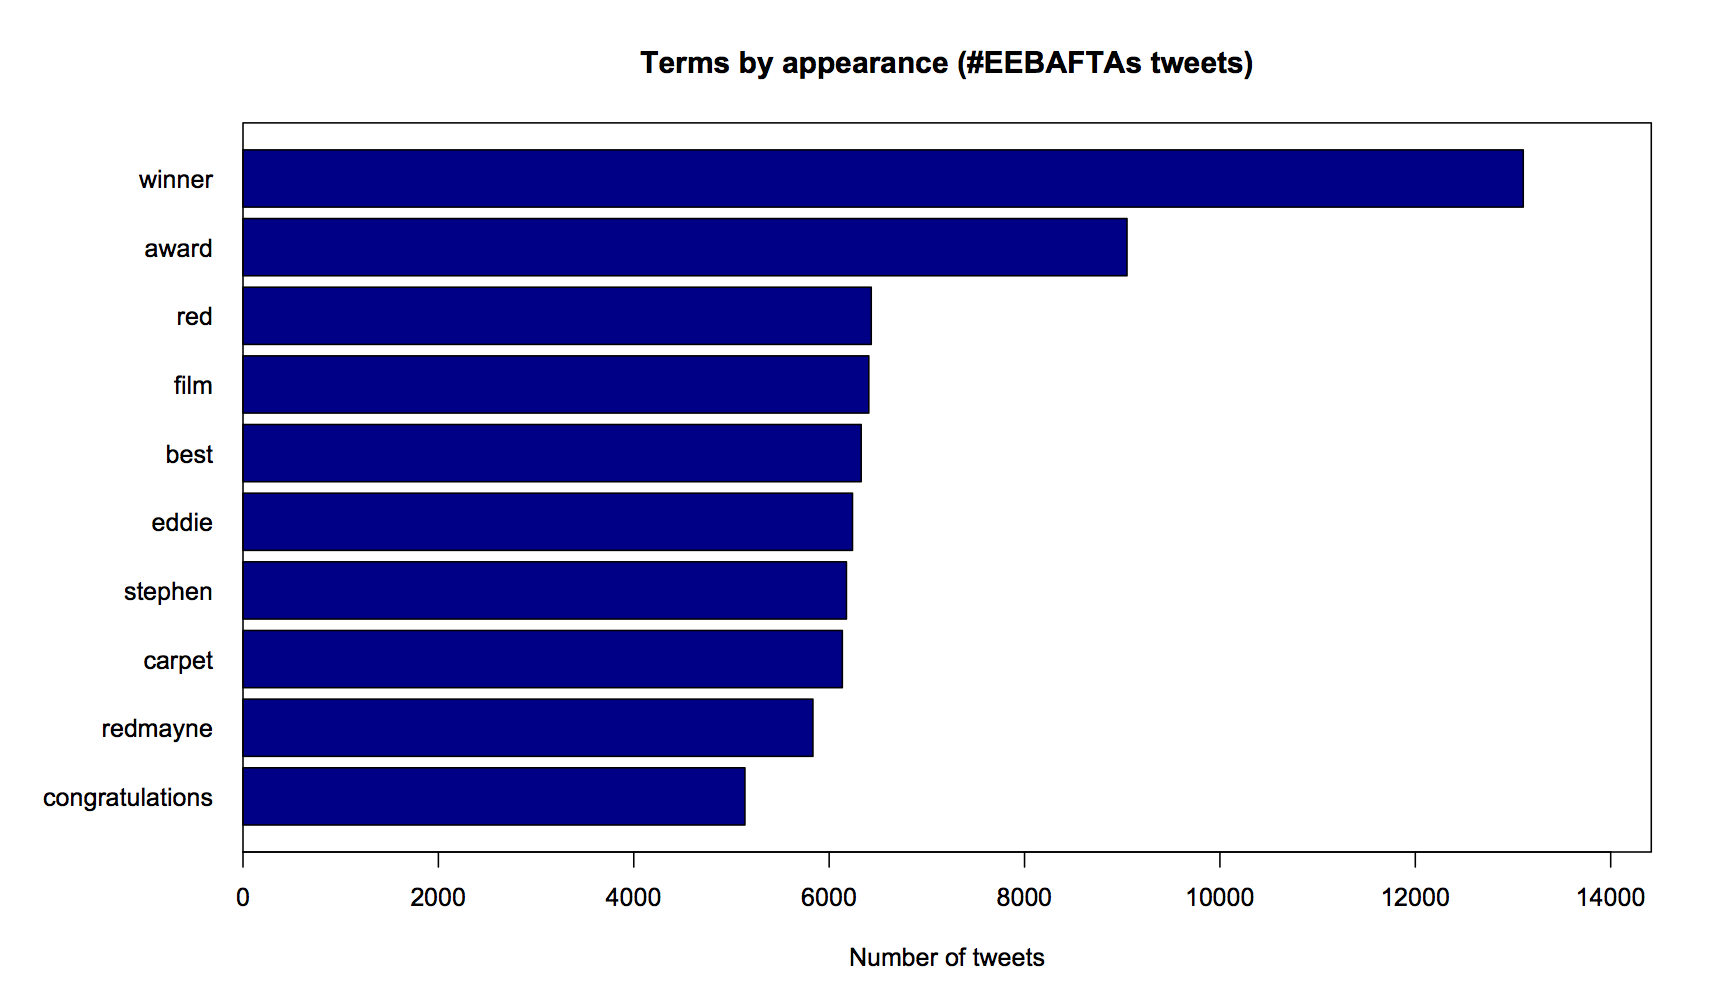 Terms by appearance (#EEBAFTAs tweets)
winner
award
red
film
best
eddie
stephen
carpet
redmayne
congratulations
0 2000 4000 6000 8000 10000 12000 14000
Number of tweets